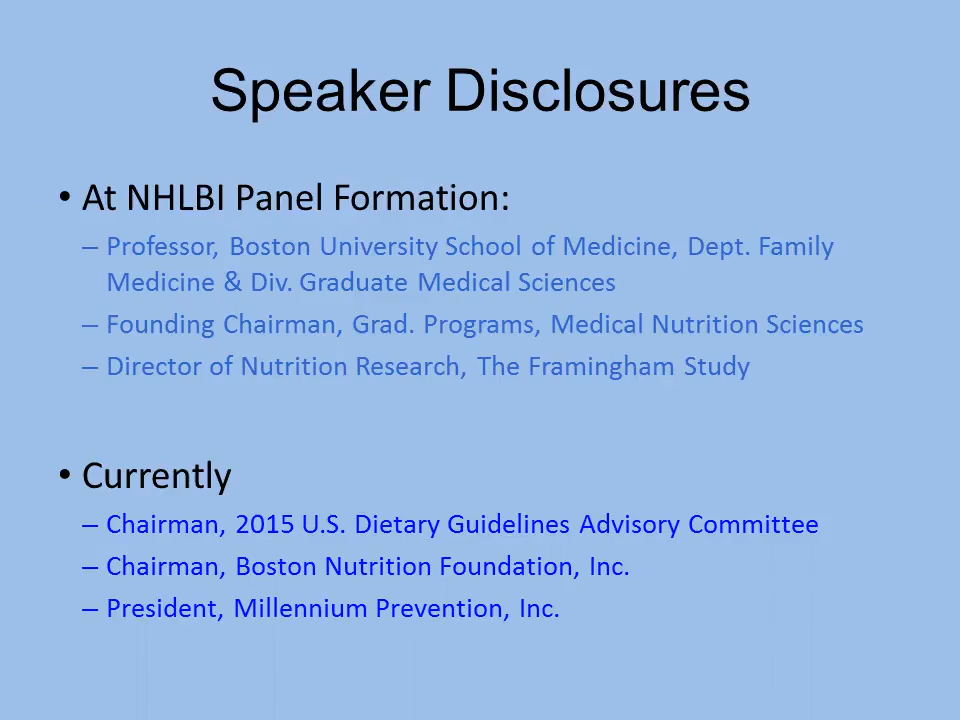 Speaker Disclosures
• At NHLBI Panel Formation:
– Professor, Boston University School of Medicine, Dept. Family
Medicine & Div. Graduate Medical Sciences
– Founding Chairman, Grad. Programs, Medical Nutrition Sciences
– Director of Nutrition Research, The Framingham Study
• Currently
– Chairman, 2015 U.S. Dietary Guidelines Advisory Committee
– Chairman, Boston Nutrition Foundation, Inc.
– President, Millennium Prevention, Inc.